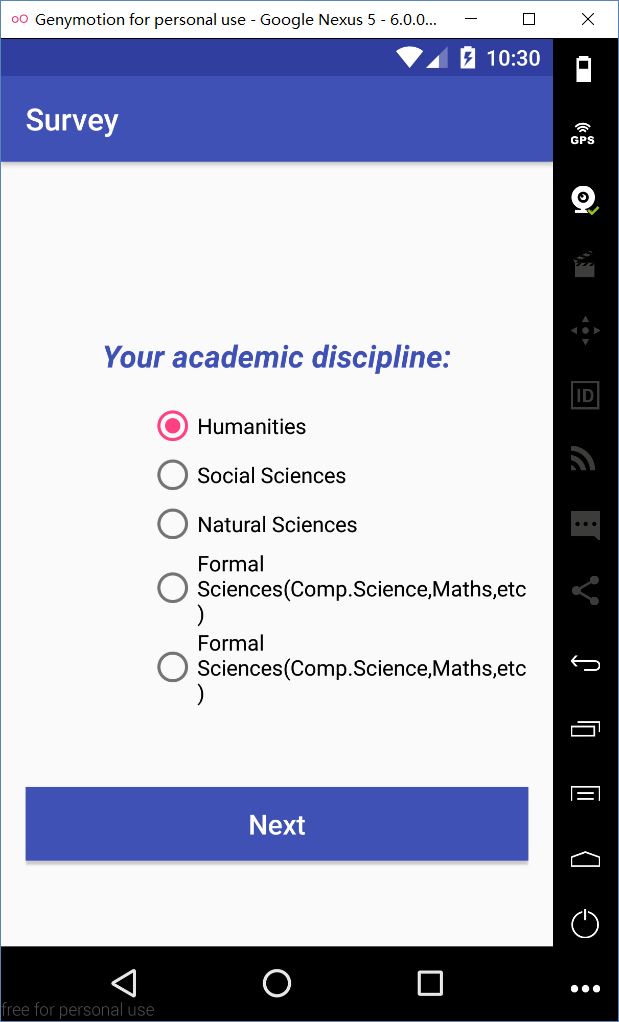 Genymotion for personal use - Google Nexus 5 - 6.0.0...
10:30
GPS
Survey
Your academic discipline:
ID
Humanities
Social Sciences
Natural Sciences
Formal
Sciences(Comp.Science,Maths,etc
)
Formal
Sciences(Comp.Science,Maths,etc
)
Next
free for personal use